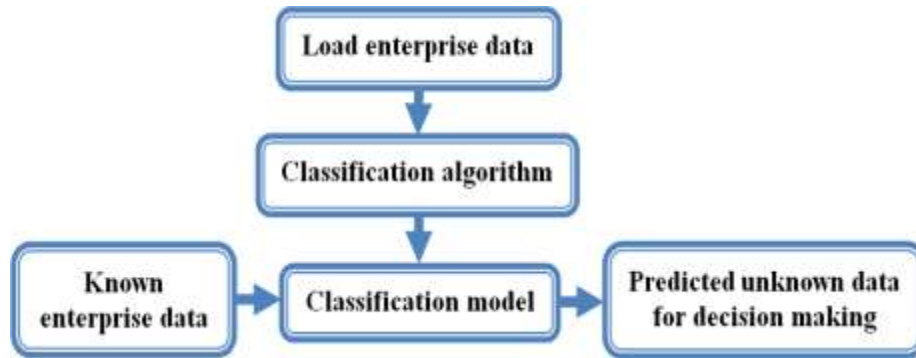 Load enterprise data
Classification algorithm
Known
enterprise data
Classification model
Predicted unknown data
for decision making